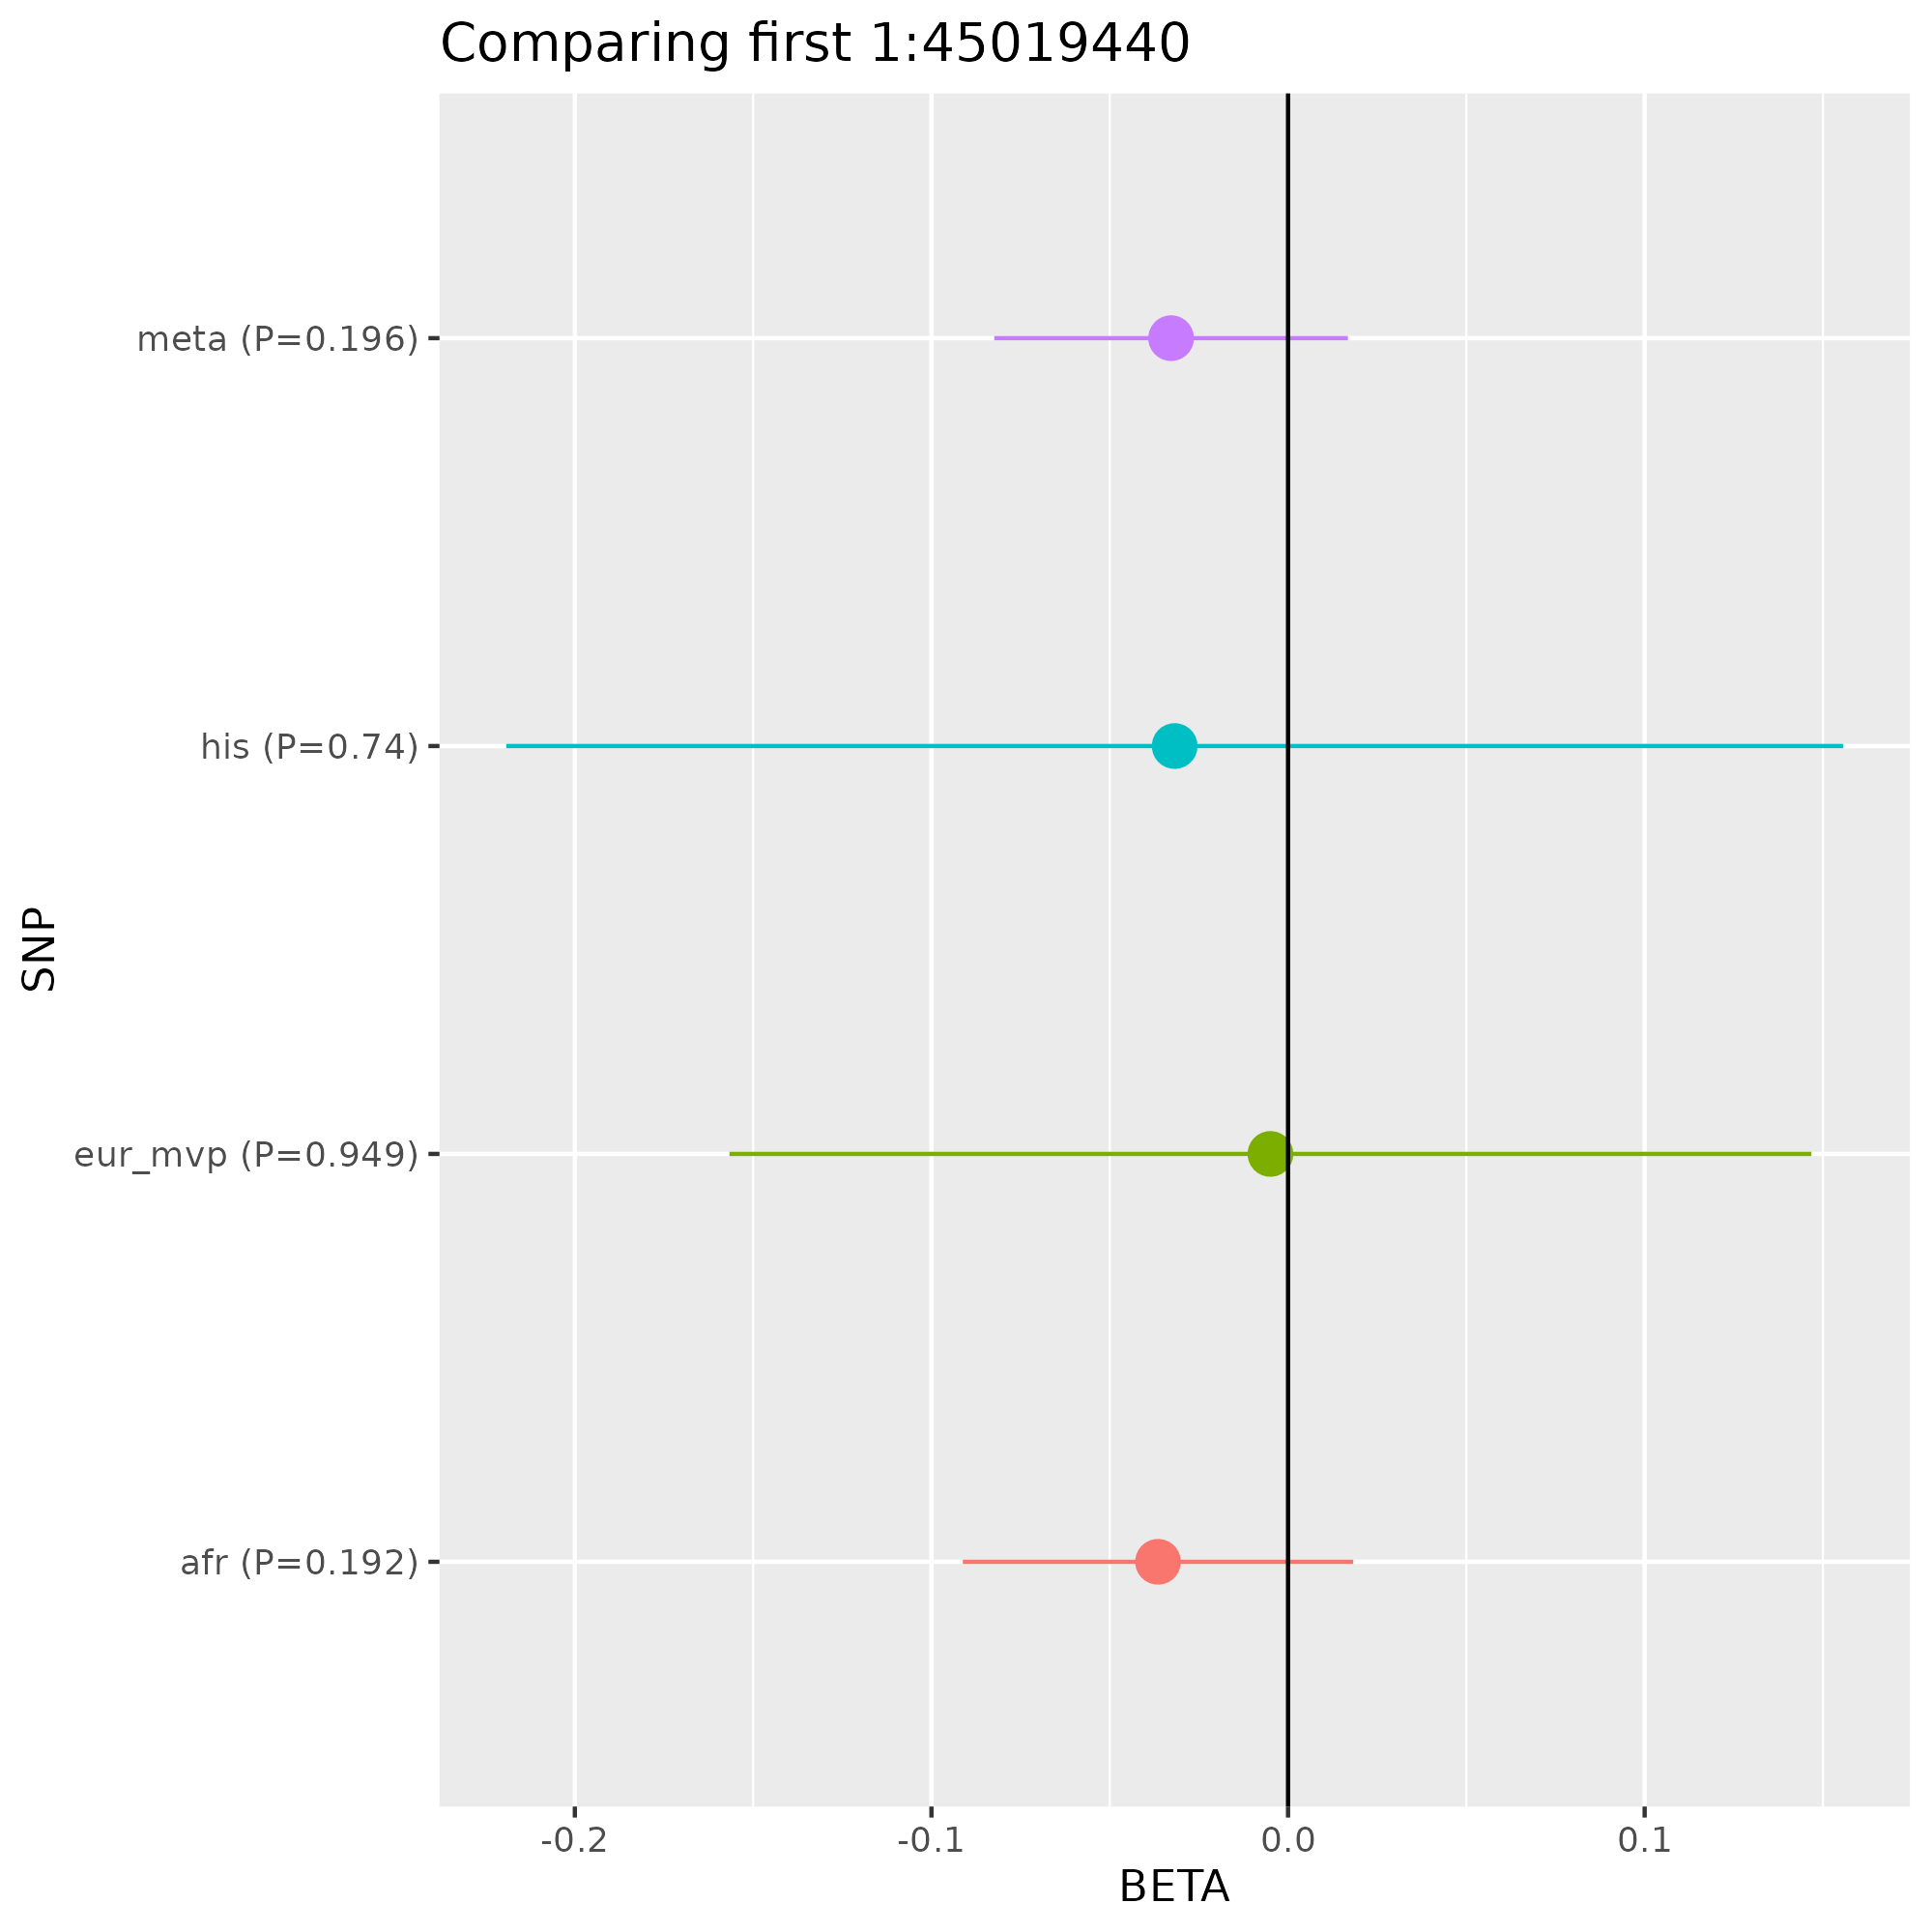 Comparing first 1:45019440
meta (P=0.196)
his (P=0.74)
SNP
eur_mvp (P=0.949)
afr (P=0.192)
-0.2 -0.1 0.0 0.1
BETA